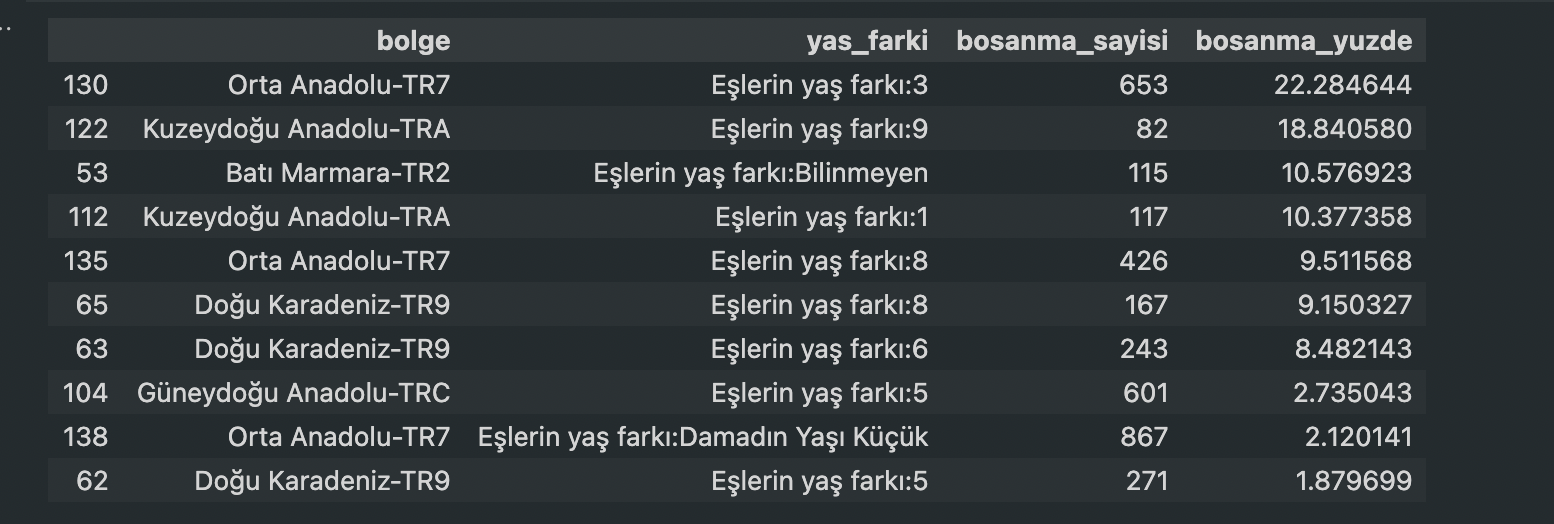 bolge yas_farki bosanma_sayisi bosanma_yuzde
130 Orta Anadolu-TR7 Eşlerin yaş farkı:3 653 22.284644
122 Kuzeydoğu Anadolu-TRA Eşlerin yaş farkı:9 82 18.840580
53 Batı Marmara-TR2 Eşlerin yaş farkı:Bilinmeyen 115 10.576923
112 Kuzeydoğu Anadolu-TRA Eşlerin yaş farkı:1 117 10.377358
135 Orta Anadolu-TR7 Eşlerin yaş farkı:8 426 9.511568
65 Doğu Karadeniz-TR9 Eşlerin yaş farkı:8 167 9.150327
63 Doğu Karadeniz-TR9 Eşlerin yaş farkı:6 243 8.482143
104 Güneydoğu Anadolu-TRC Eşlerin yaş farkı:5 601 2.735043
138 Orta Anadolu-TR7 Eşlerin yaş farkı:Damadın Yaşı Küçük 867 2.120141
62 Doğu Karadeniz-TR9 Eşlerin yaş farkı:5 271 1.879699